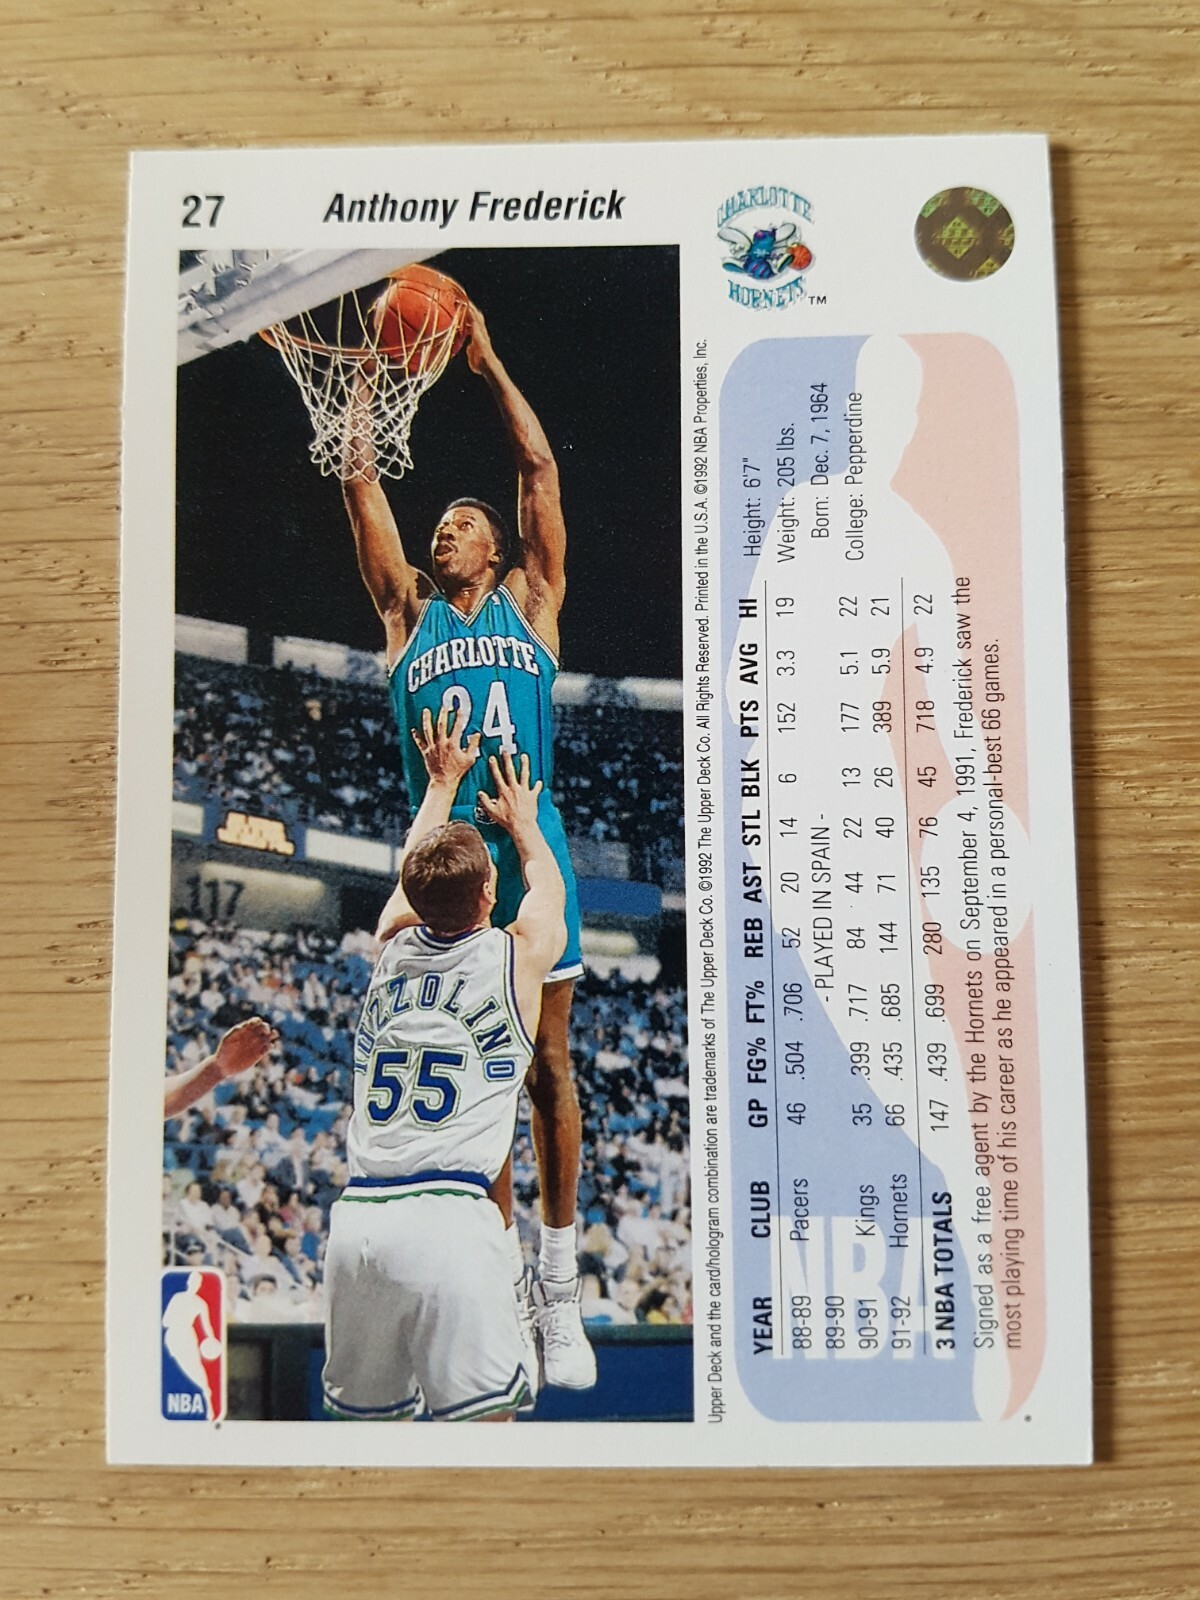 27
Anthony Frederick
CHARLOTTE
HORNETS
TM
CHARLOTTE
24
117
TUZZOLINO
55
NBA
Upper Deck and the card/hologram combination are trademarks of The Upper Deck Co. ©1992 The Upper Deck Co. All Rights Reserved. Printed in the U.S.A. ©1992 NBA Properties, Inc.
Height: 6'7"
Weight: 205 lbs.
Born: Dec. 7, 1964
College: Pepperdine
YEAR CLUB GP FG% FT% REB AST STL BLK PTS AVG HI
88-89 Pacers 46 .504 .706 52 20 14 6 152 3.3 19
89-90 - PLAYED IN SPAIN -
90-91 Kings 35 .399 .717 84 44 22 13 177 5.1 22
91-92 Hornets 66 .435 .685 144 71 40 26 389 5.9 21
3 NBA TOTALS 147 .439 .699 280 135 76 45 718 4.9 22
Signed as a free agent by the Hornets on September 4, 1991, Frederick saw the
most playing time of his career as he appeared in a personal-best 66 games.
NBA